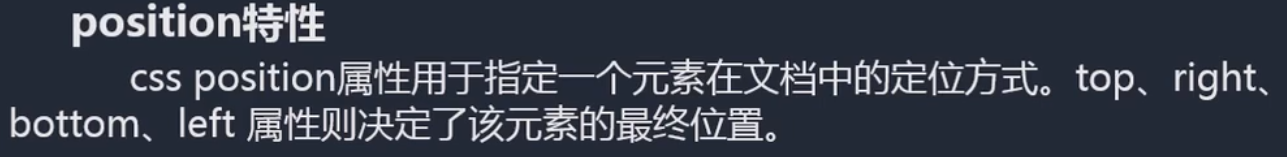 position特性
css position属性用于指定一个元素在文档中的定位方式。top、right、
bottom、left 属性则决定了该元素的最终位置。